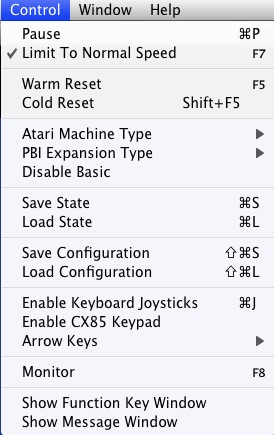 Control Window Help
Pause ⌘P
✓ Limit To Normal Speed F7
Warm Reset F5
Cold Reset Shift+F5
Atari Machine Type ▶
PBI Expansion Type ▶
Disable Basic
Save State ⌘S
Load State ⌘L
Save Configuration ⇧⌘S
Load Configuration ⇧⌘L
Enable Keyboard Joysticks ⌘J
Enable CX85 Keypad
Arrow Keys ▶
Monitor F8
Show Function Key Window
Show Message Window